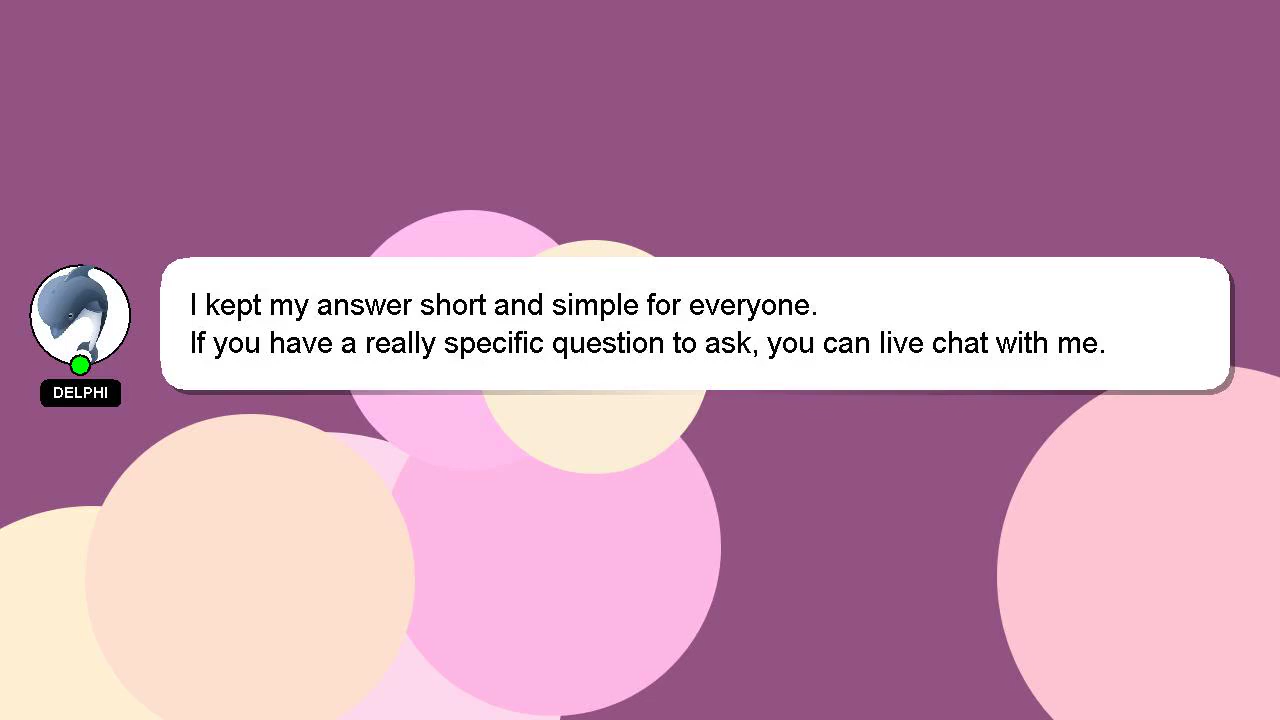 I kept my answer short and simple for everyone.
If you have a really specific question to ask, you can live chat with me.
DELPHI